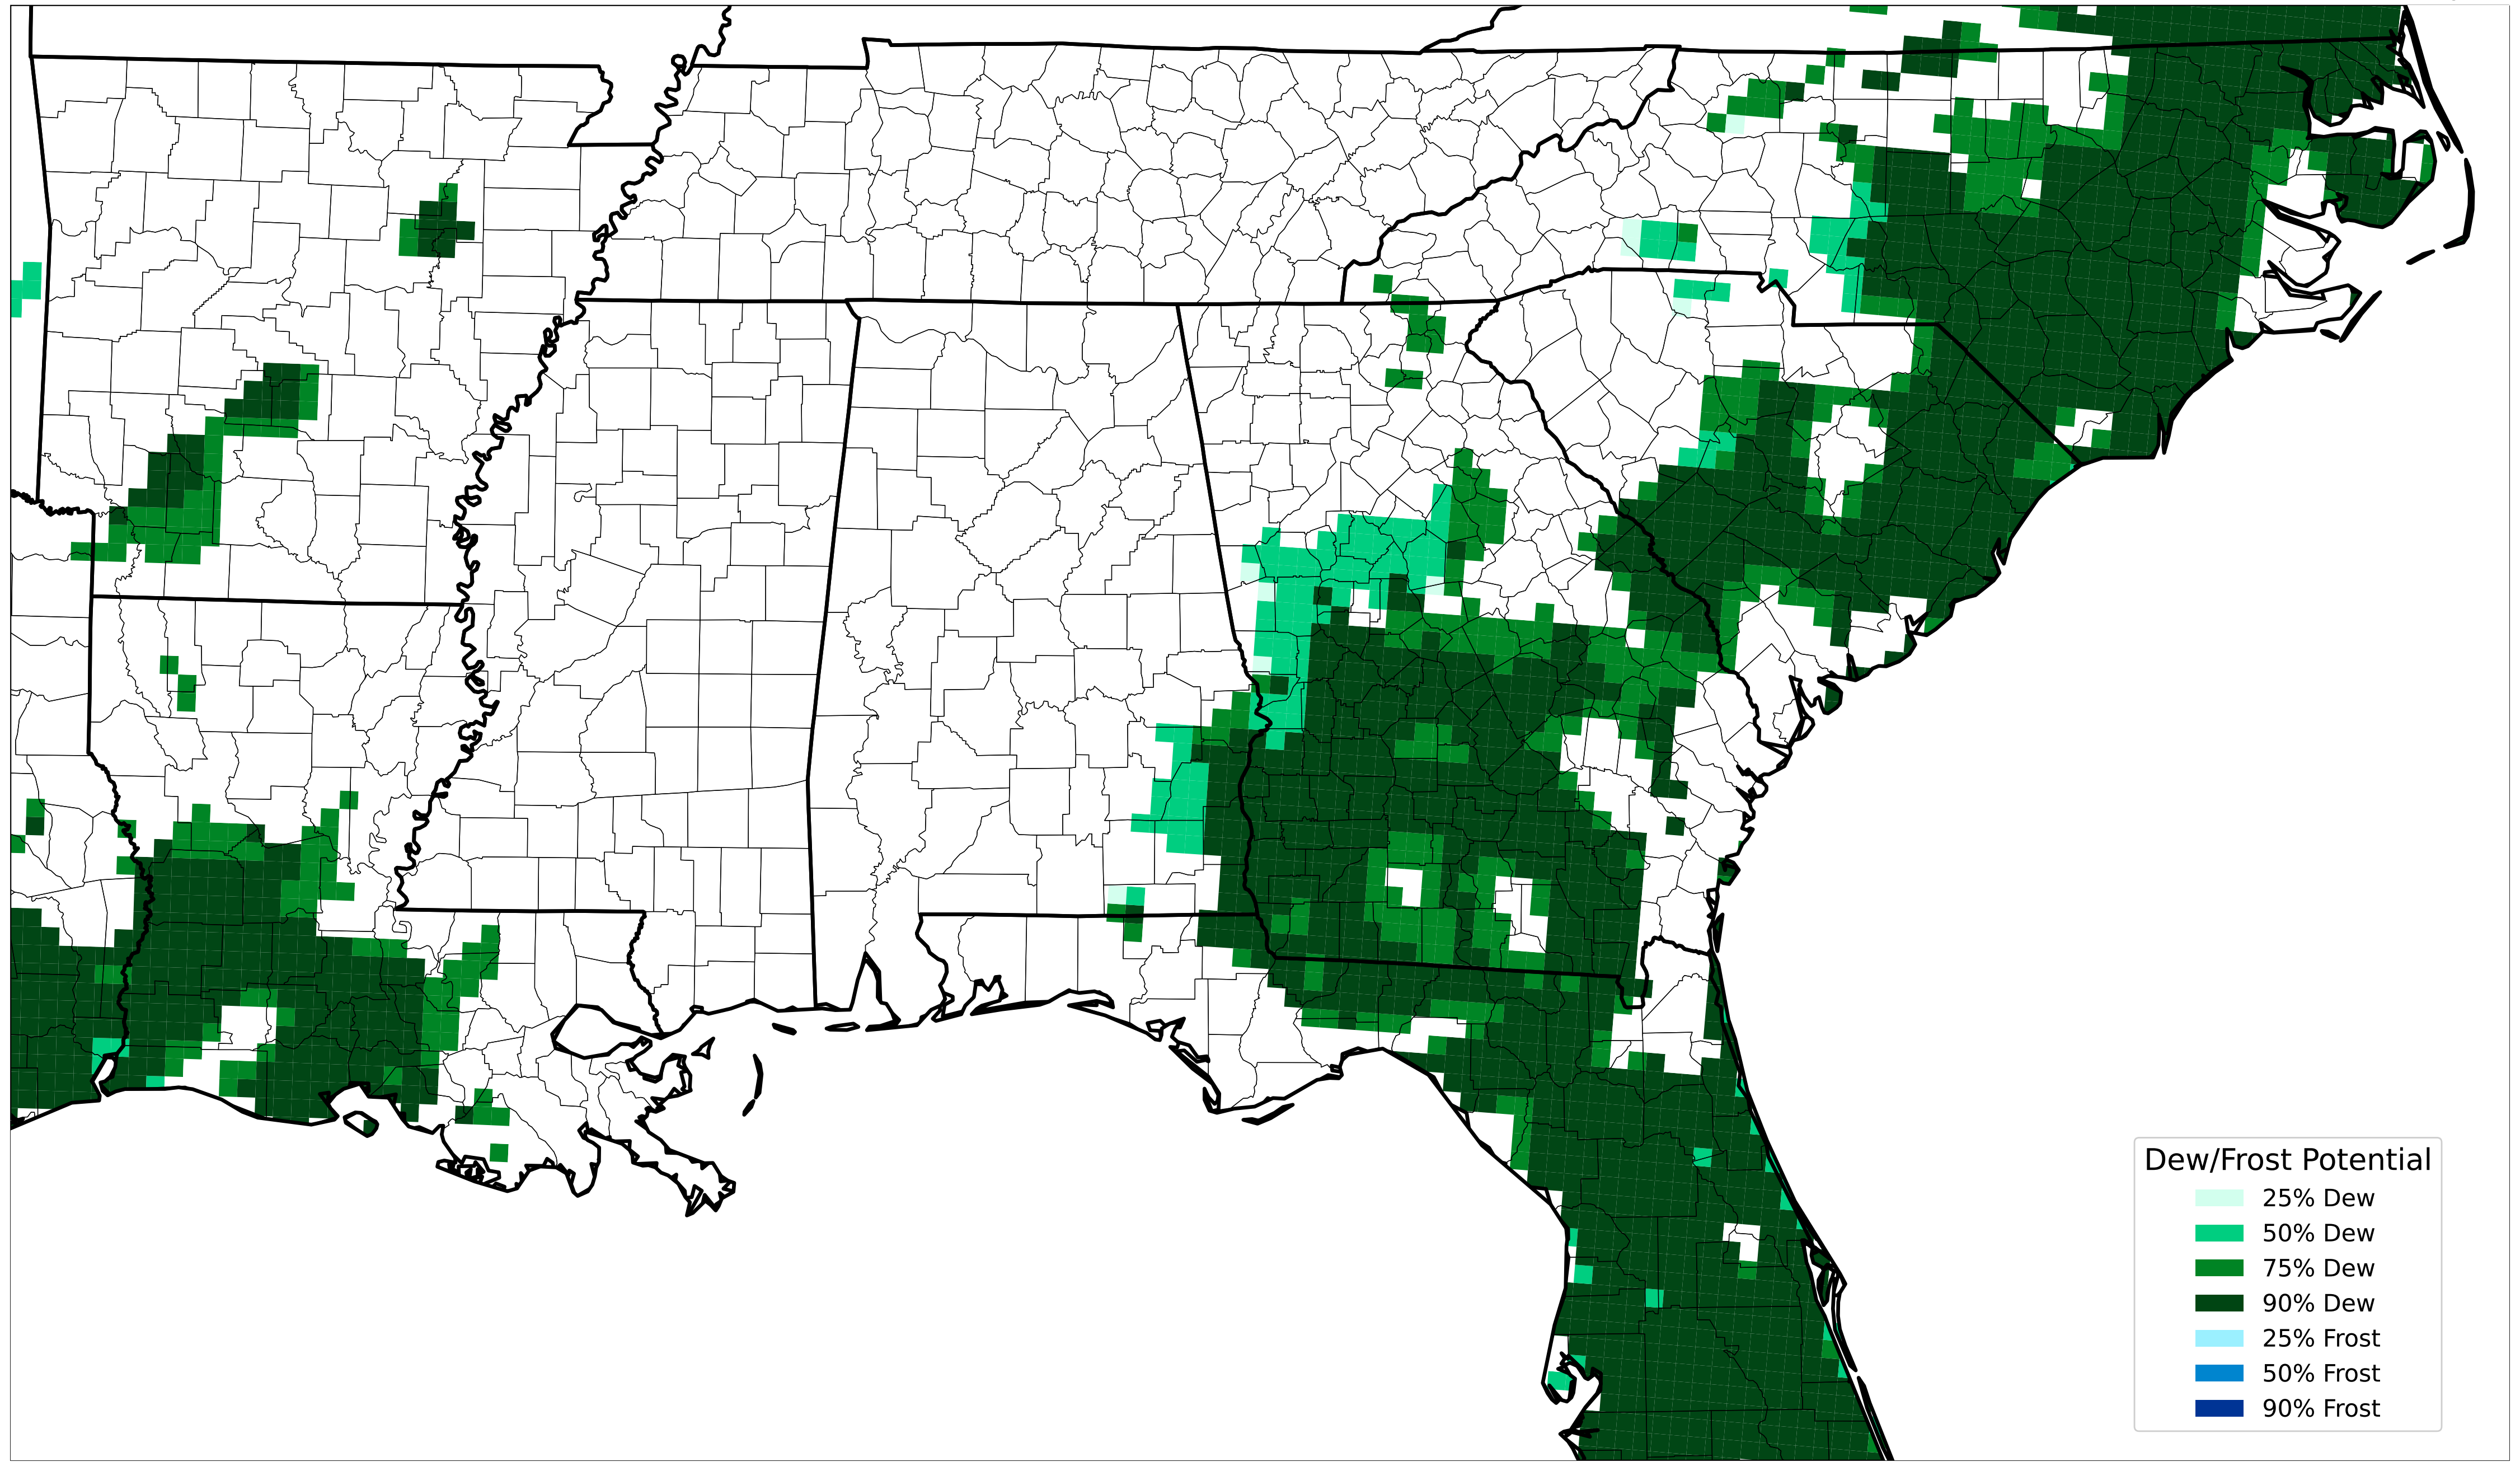 Dew/Frost Potential
25% Dew
50% Dew
75% Dew
90% Dew
25% Frost
50% Frost
90% Frost